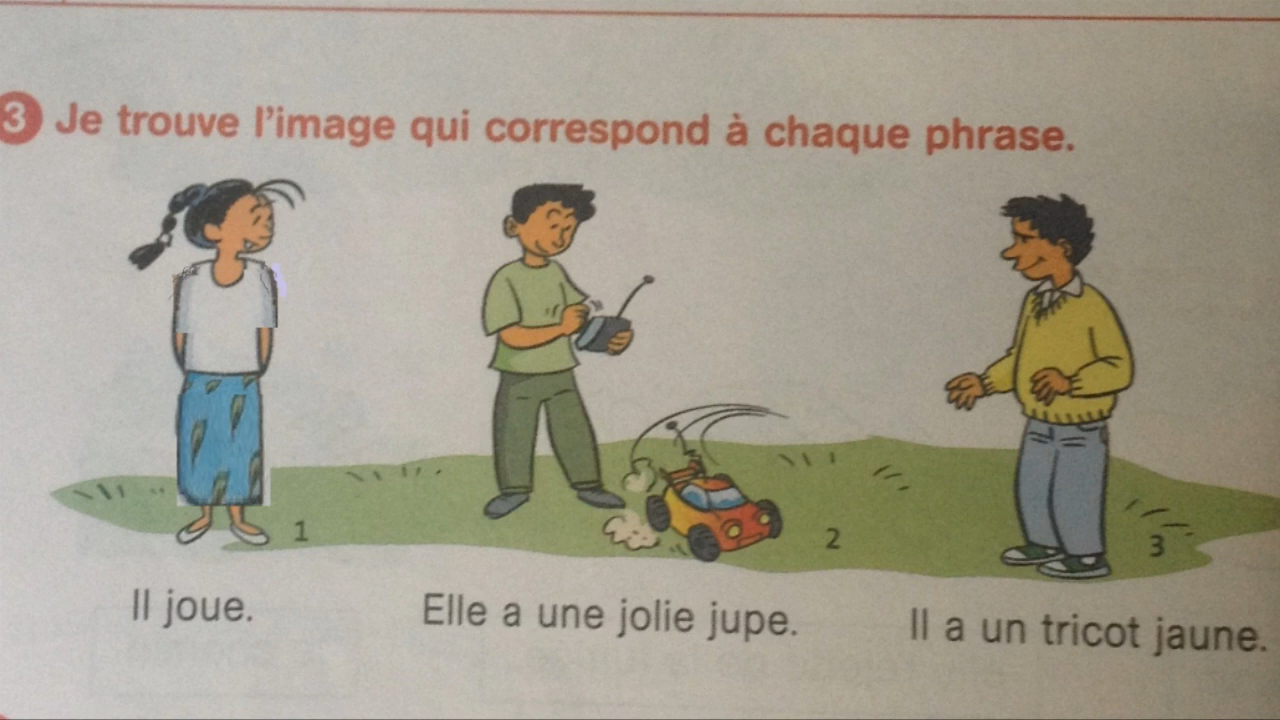 3 Je trouve l'image qui correspond à chaque phrase.
1 2 3
Il joue. Elle a une jolie jupe. Il a un tricot jaune.